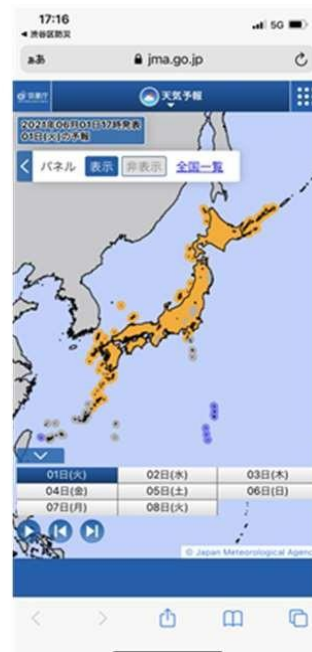 17:16
5G
◀ 渋谷区防災
ぁあ
jma.go.jp
気象庁
天気予報
2021年06月01日17時発表
01日(火)の予報
パネル 表示 非表示 全国一覧
01日(火) 02日(水) 03日(木)
04日(金) 05日(土) 06日(日)
07日(月) 08日(火)
© Japan Meteorological Agency